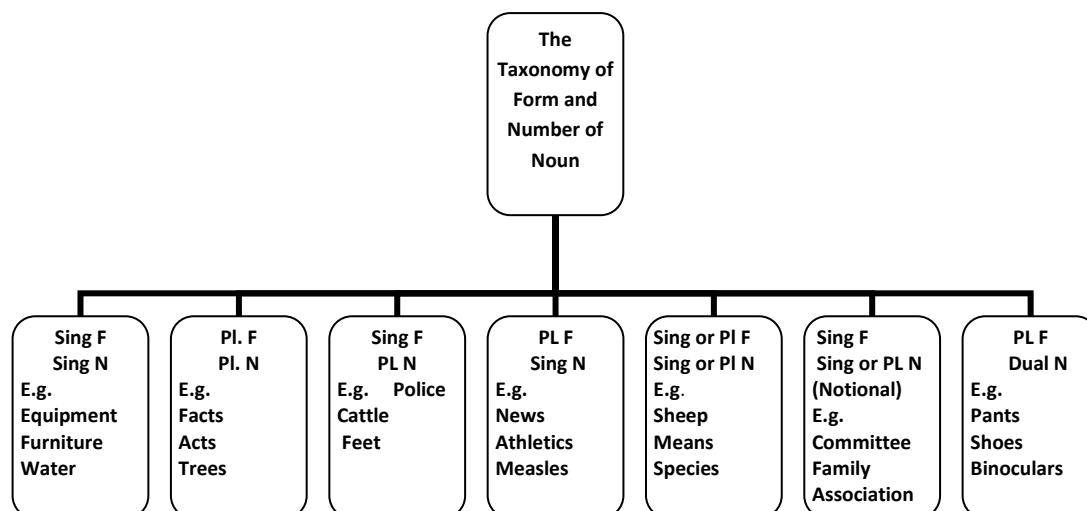 The
Taxonomy of
Form and
Number of
Noun
Sing F
Sing N
E.g.
Equipment
Furniture
Water
Pl. F
Pl. N
E.g.
Facts
Acts
Trees
Sing F
PL N
E.g. Police
Cattle
Feet
PL F
Sing N
E.g.
News
Athletics
Measles
Sing or Pl F
Sing or Pl N
E.g.
Sheep
Means
Species
Sing F
Sing or PL N
(Notional)
E.g.
Committee
Family
Association
PL F
Dual N
E.g.
Pants
Shoes
Binoculars